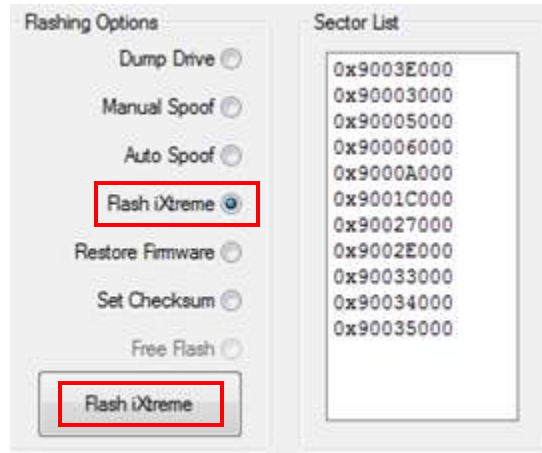 Flashing Options
Dump Drive
Manual Spoof
Auto Spoof
Flash iXtreme
Restore Firmware
Set Checksum
Free Flash
Flash iXtreme
Sector List
0x9003E000
0x90003000
0x90005000
0x90006000
0x9000A000
0x9001C000
0x90027000
0x9002E000
0x90033000
0x90034000
0x90035000